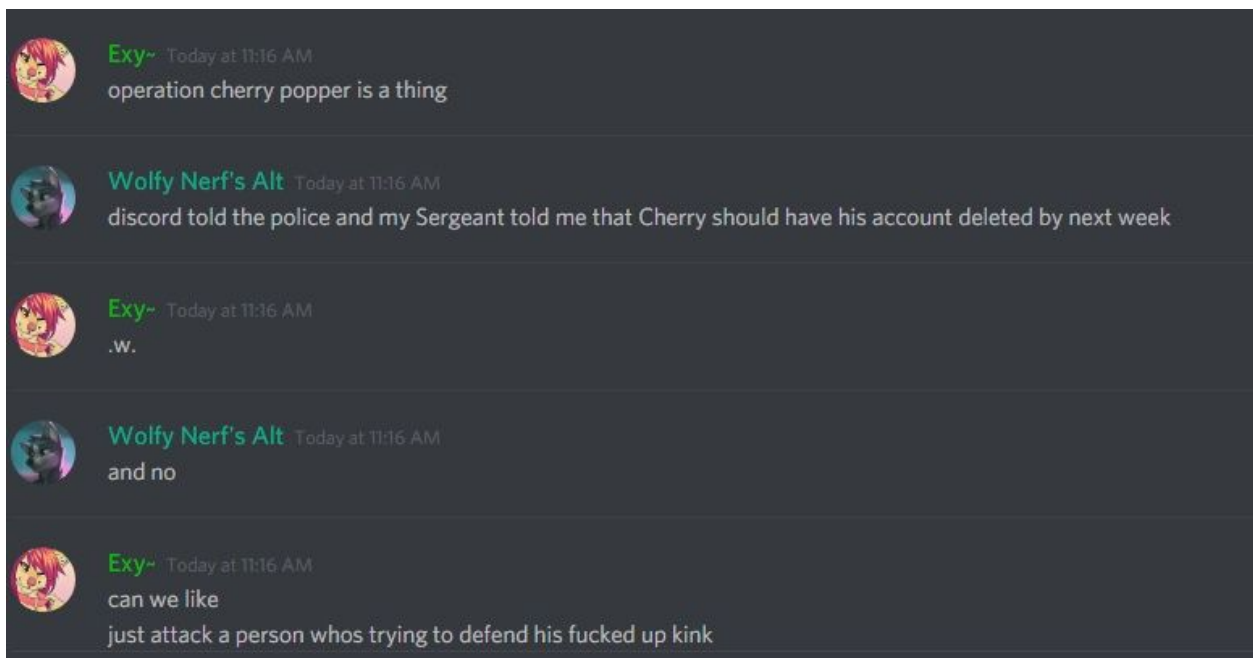 Exy~ Today at 11:16 AM
operation cherry popper is a thing
Wolfy Nerf's Alt Today at 11:16 AM
discord told the police and my Sergeant told me that Cherry should have his account deleted by next week
Exy~ Today at 11:16 AM
.w.
Wolfy Nerf's Alt Today at 11:16 AM
and no
Exy~ Today at 11:16 AM
can we like
just attack a person whos trying to defend his fucked up kink